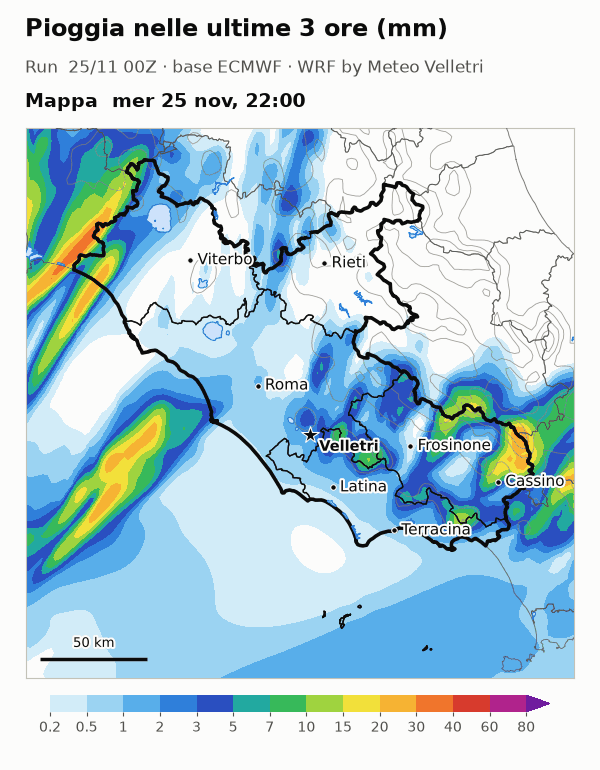 Pioggia nelle ultime 3 ore (mm)
Run  25/11 00Z · base ECMWF · WRF by Meteo Velletri
Mappa  mer 25 nov, 22:00
Viterbo
Rieti
Roma
Velletri
Frosinone
Cassino
Latina
Terracina
50 km
0.2 0.5 1 2 3 5 7 10 15 20 30 40 60 80